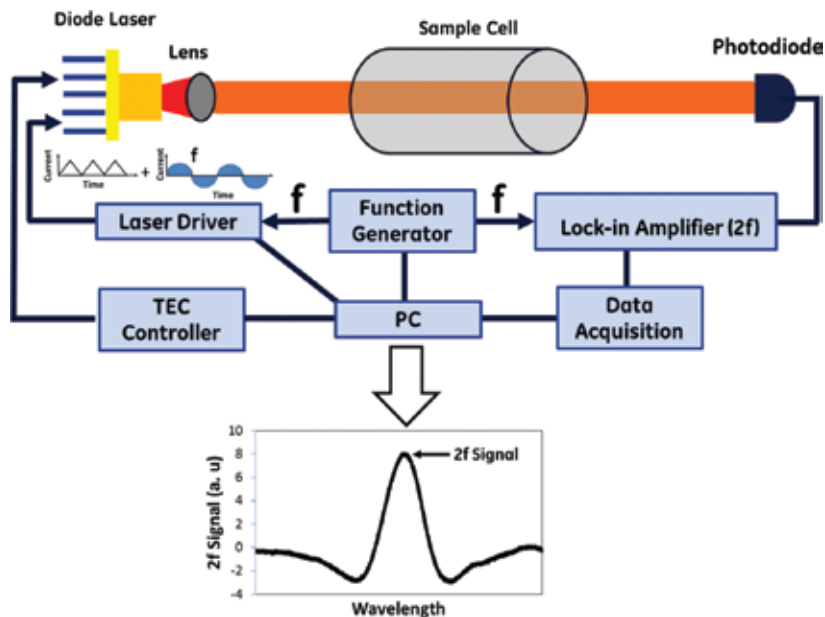 Diode Laser
Lens
Sample Cell
Photodiode
Current
Time
+
Current
f
Time
f
f
Laser Driver
Function
Generator
Lock-in Amplifier (2f)
TEC
Controller
PC
Data
Acquisition
10
8
6
4
2
0
-2
-4
2f Signal (a. u)
2f Signal
Wavelength